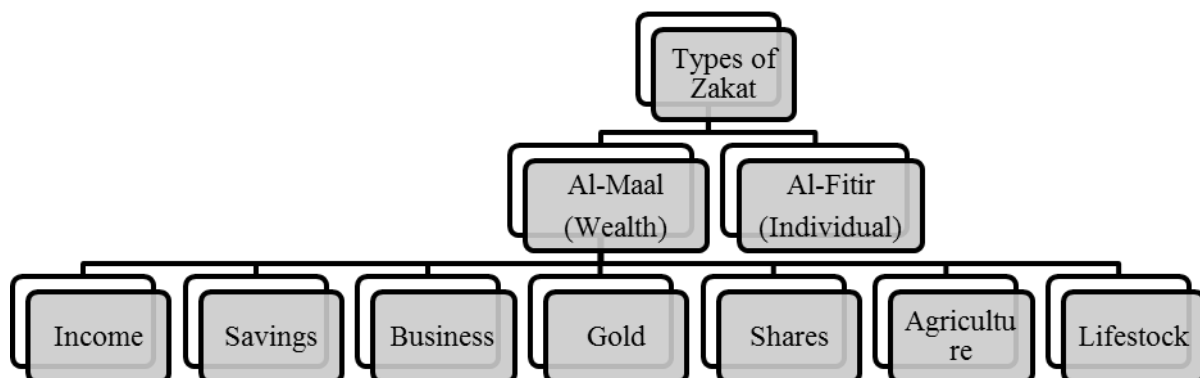 Types of
Zakat
Al-Maal
(Wealth)
Al-Fitir
(Individual)
Income
Savings
Business
Gold
Shares
Agricultu
re
Lifestock